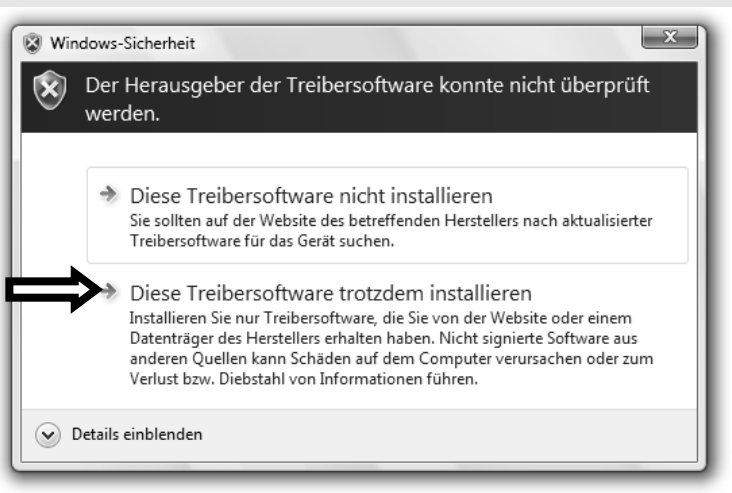 Windows-Sicherheit
Der Herausgeber der Treibersoftware konnte nicht überprüft
werden.
Diese Treibersoftware nicht installieren
Sie sollten auf der Website des betreffenden Herstellers nach aktualisierter
Treibersoftware für das Gerät suchen.
Diese Treibersoftware trotzdem installieren
Installieren Sie nur Treibersoftware, die Sie von der Website oder einem
Datenträger des Herstellers erhalten haben. Nicht signierte Software aus
anderen Quellen kann Schäden auf dem Computer verursachen oder zum
Verlust bzw. Diebstahl von Informationen führen.
Details einblenden